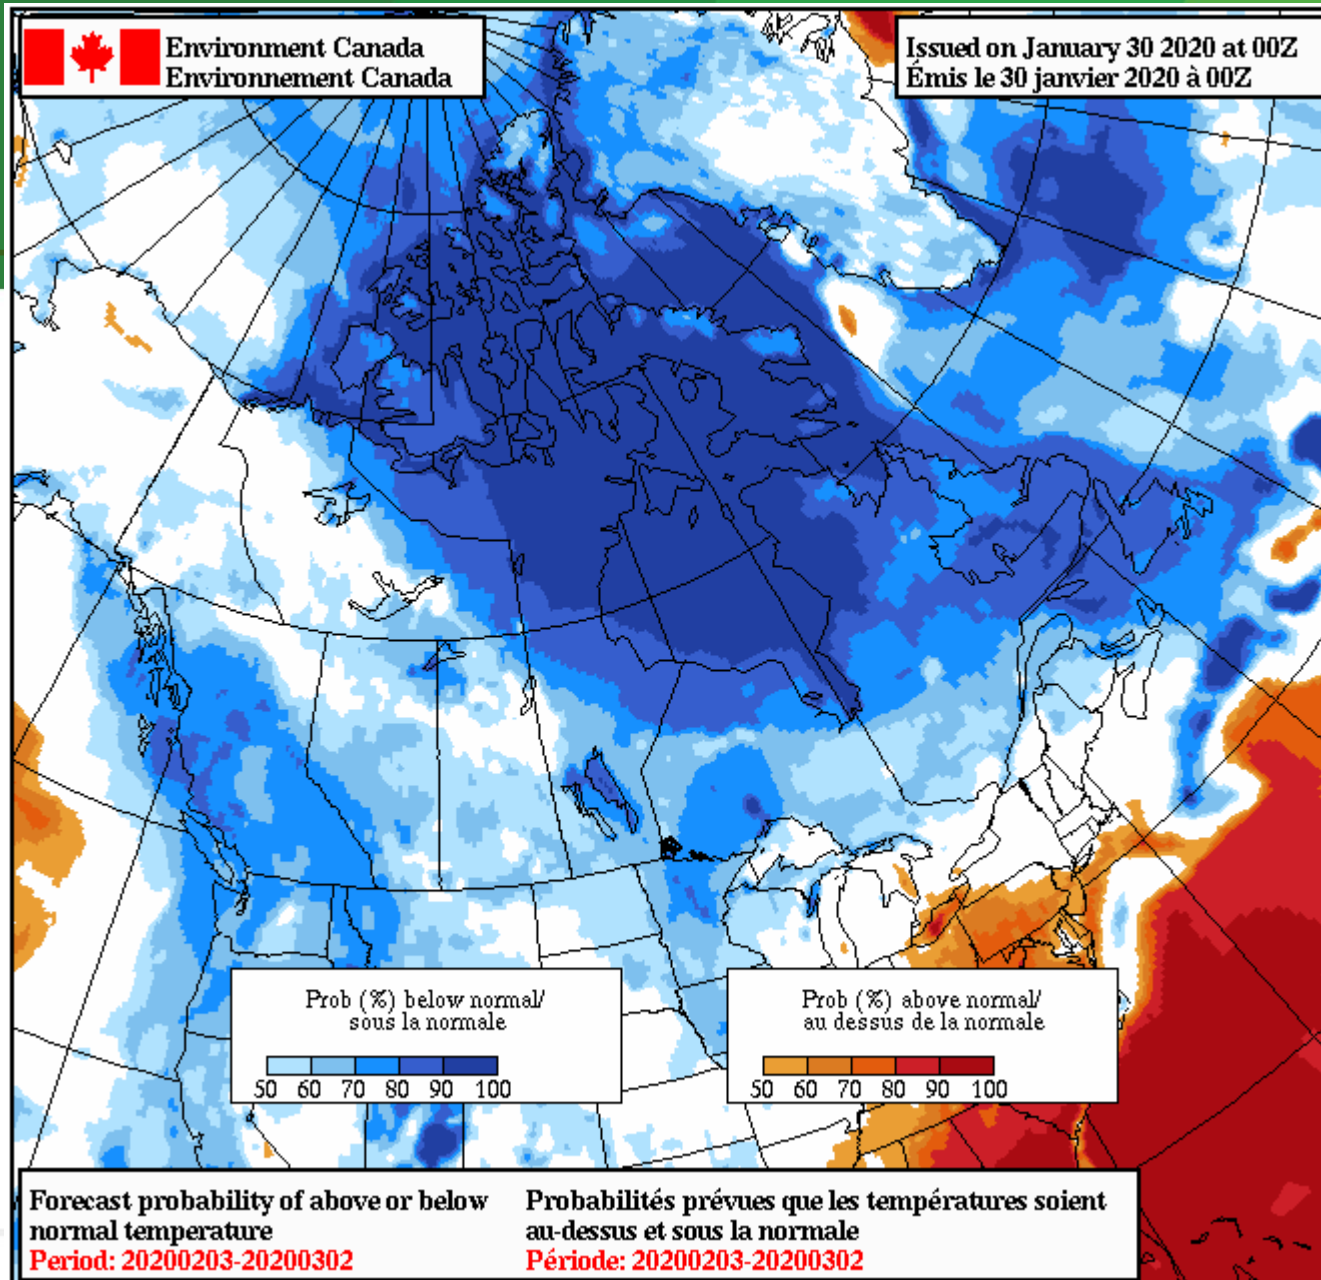 Environment Canada
Environnement Canada
Issued on January 30 2020 at 00Z
Émis le 30 janvier 2020 à 00Z
Prob (%) below normal/
sous la normale
50 60 70 80 90 100
Prob (%) above normal/
au dessus de la normale
50 60 70 80 90 100
Forecast probability of above or below
normal temperature
Period: 20200203-20200302
Probabilités prévues que les températures soient
au-dessus et sous la normale
Période: 20200203-20200302